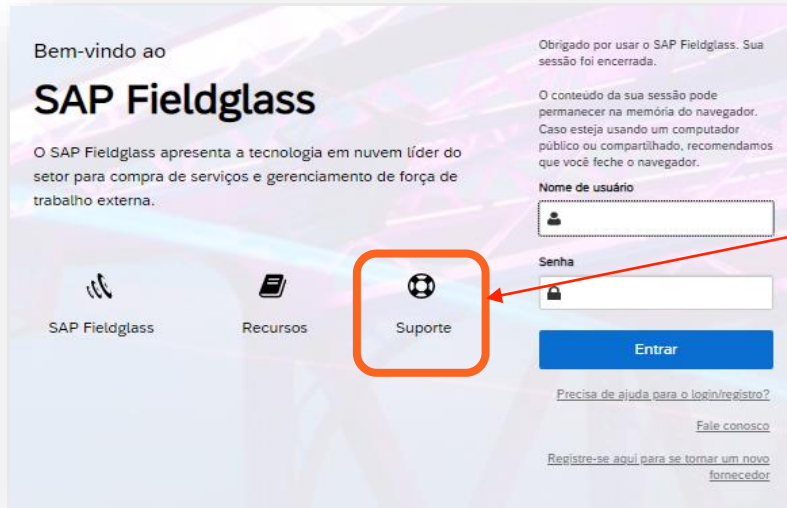 Bem-vindo ao
SAP Fieldglass
O SAP Fieldglass apresenta a tecnologia em nuvem líder do
setor para compra de serviços e gerenciamento de força de
trabalho externa.
SAP Fieldglass
Recursos
Suporte
Obrigado por usar o SAP Fieldglass. Sua
sessão foi encerrada.
O conteúdo da sua sessão pode
permanecer na memória do navegador.
Caso esteja usando um computador
público ou compartilhado, recomendamos
que você feche o navegador.
Nome de usuário
Senha
Entrar
Precisa de ajuda para o login/registro?
Fale conosco
Registre-se aqui para se tornar um novo
fornecedor